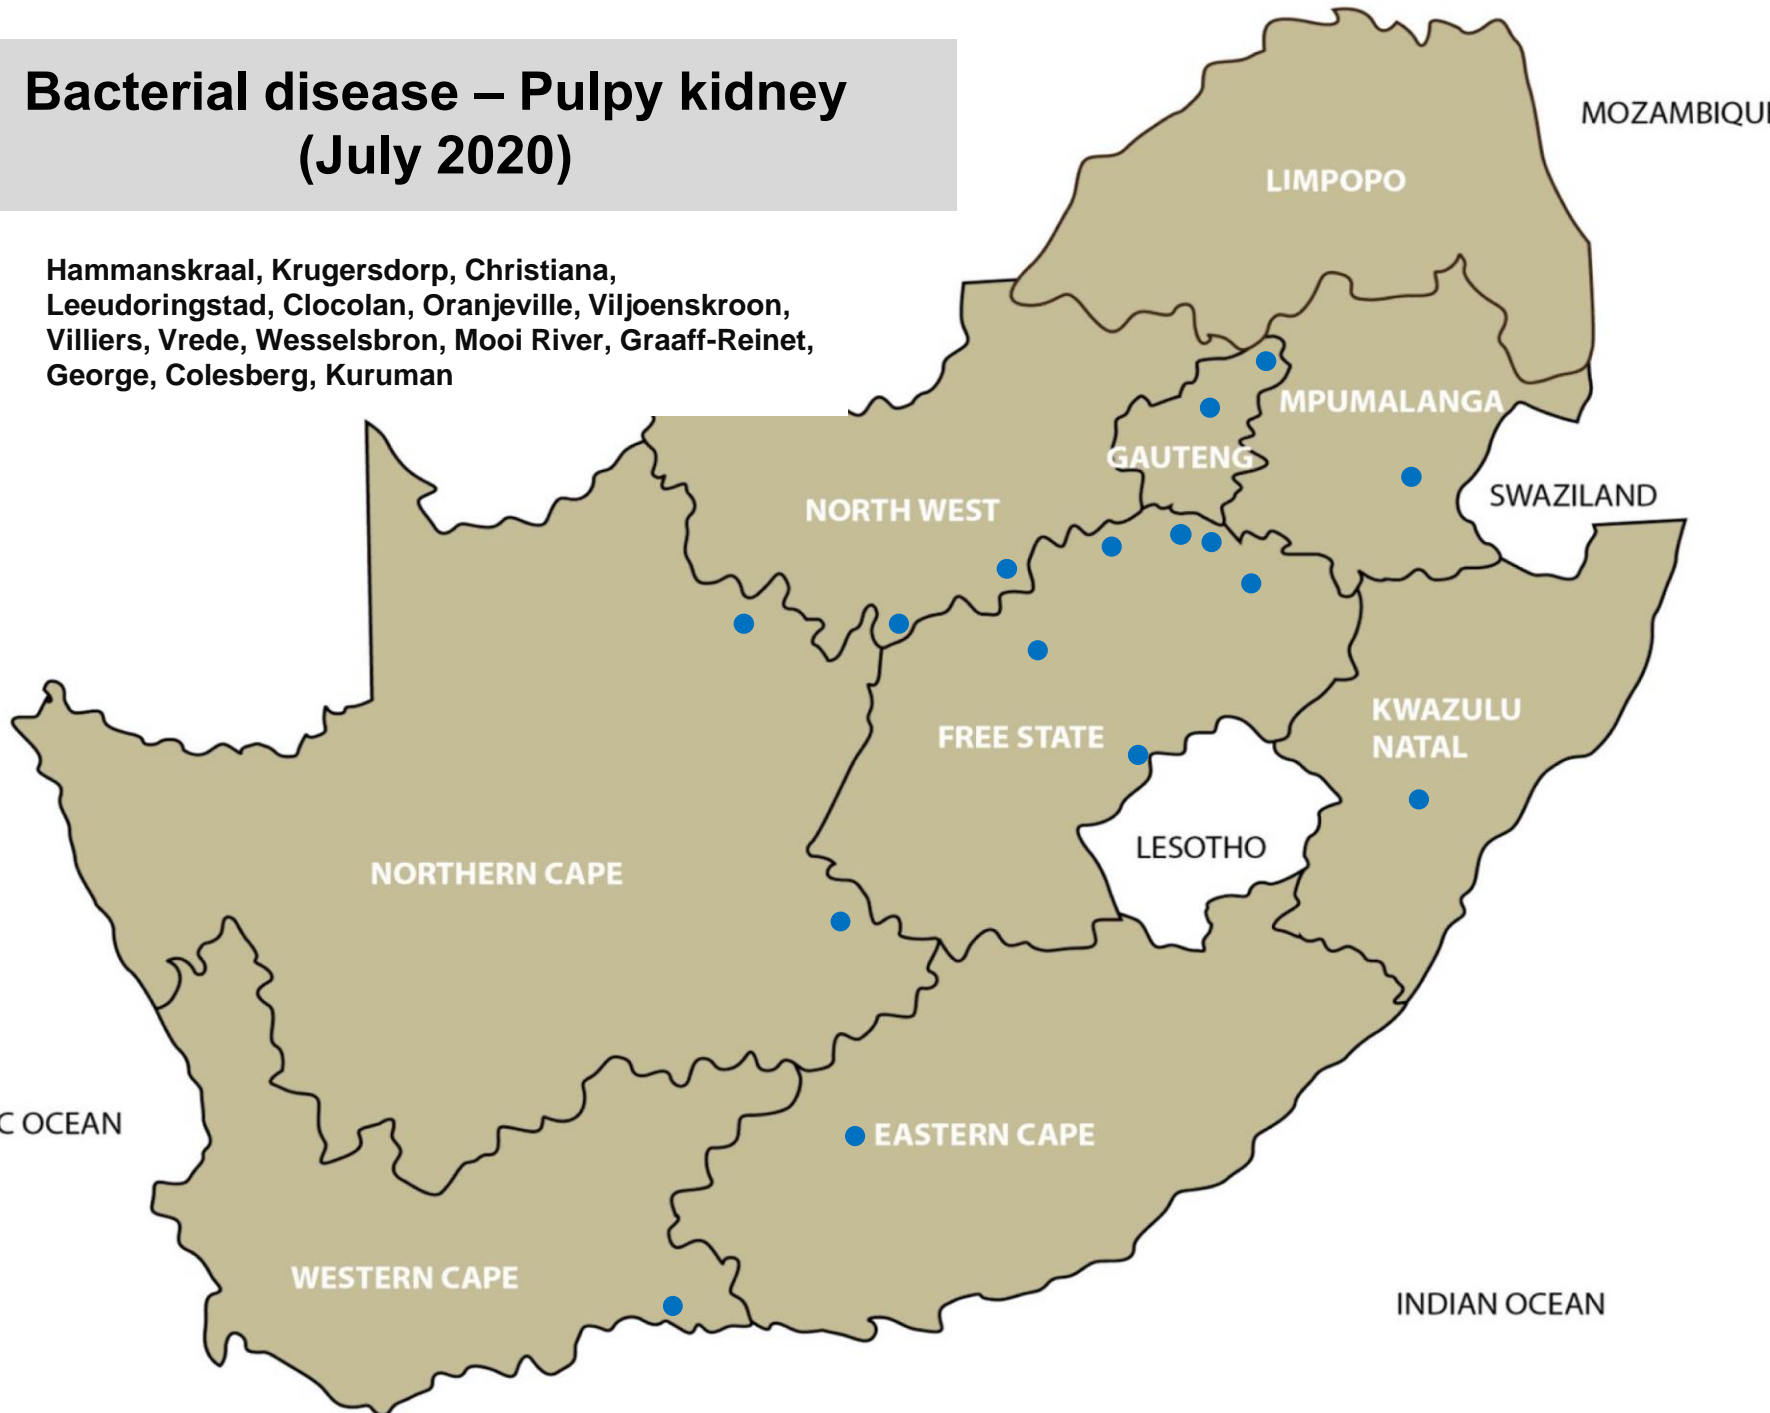 Bacterial disease – Pulpy kidney
(July 2020)
MOZAMBIQUE
LIMPOPO
Hammanskraal, Krugersdorp, Christiana,
Leeudoringstad, Clocolan, Oranjeville, Viljoenskroon,
Villiers, Vrede, Wesselsbron, Mooi River, Graaff-Reinet,
George, Colesberg, Kuruman
MPUMALANGA
GAUTENG
SWAZILAND
NORTH WEST
KWAZULU
NATAL
FREE STATE
LESOTHO
NORTHERN CAPE
C OCEAN
EASTERN CAPE
WESTERN CAPE
INDIAN OCEAN